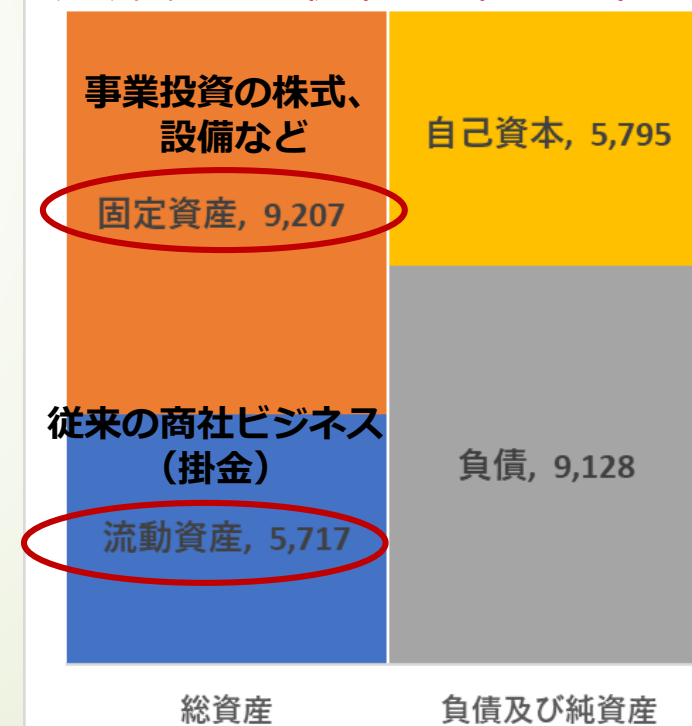 事業投資の株式、
設備など
固定資産, 9,207
従来の商社ビジネス
（掛金）
流動資産, 5,717
自己資本, 5,795
負債, 9,128
総資産
負債及び純資産